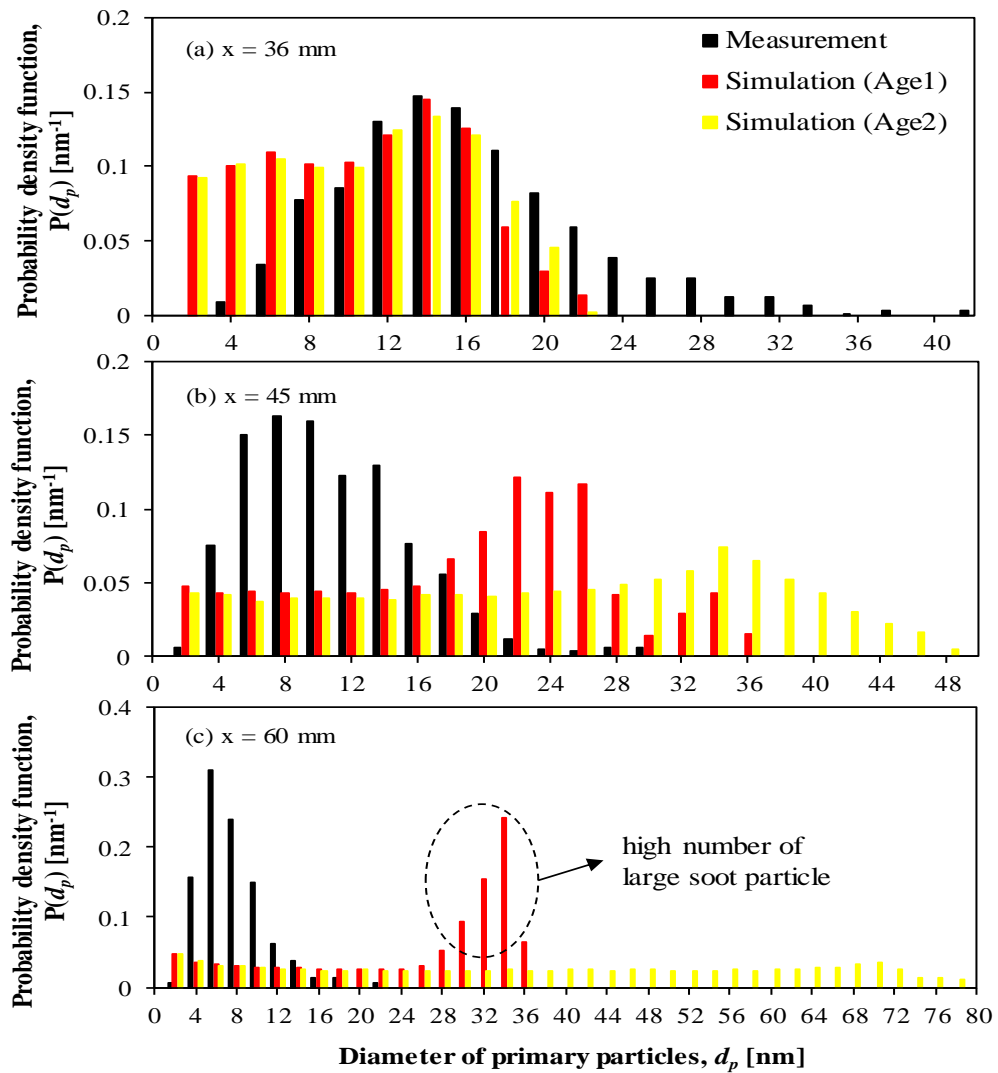 0.2
(a) x = 36 mm
Measurement
Simulation (Age1)
Simulation (Age2)
0.15
0.1
0.05
0
Probability density function,
P(dp) [nm-1]
0 4 8 12 16 20 24 28 32 36 40
0.2
(b) x = 45 mm
0.15
0.1
0.05
0
Probability density function,
P(dp) [nm-1]
0 4 8 12 16 20 24 28 32 36 40 44 48
0.4
(c) x = 60 mm
0.3
0.2
0.1
0
Probability density function,
P(dp) [nm-1]
high number of
large soot particle
0 4 8 12 16 20 24 28 32 36 40 44 48 52 56 60 64 68 72 76 80
Diameter of primary particles, dp [nm]